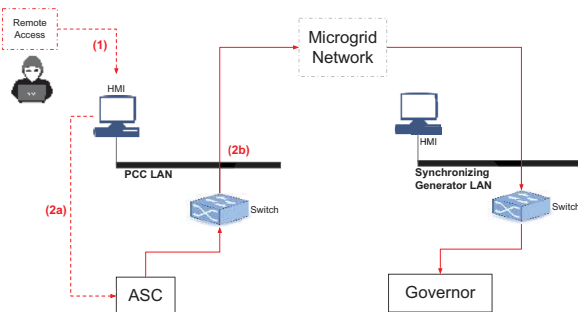 Remote
Access
(1)
HMI
Microgrid
Network
HMI
(2b)
PCC LAN
Synchronizing
Generator LAN
(2a)
Switch
Switch
ASC
Governor